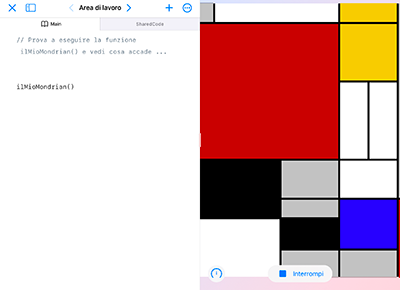 Area di lavoro
Main
SharedCode
// Prova a eseguire la funzione
ilMioMondrian() e vedi cosa accade ...
ilMioMondrian()
Interrompi